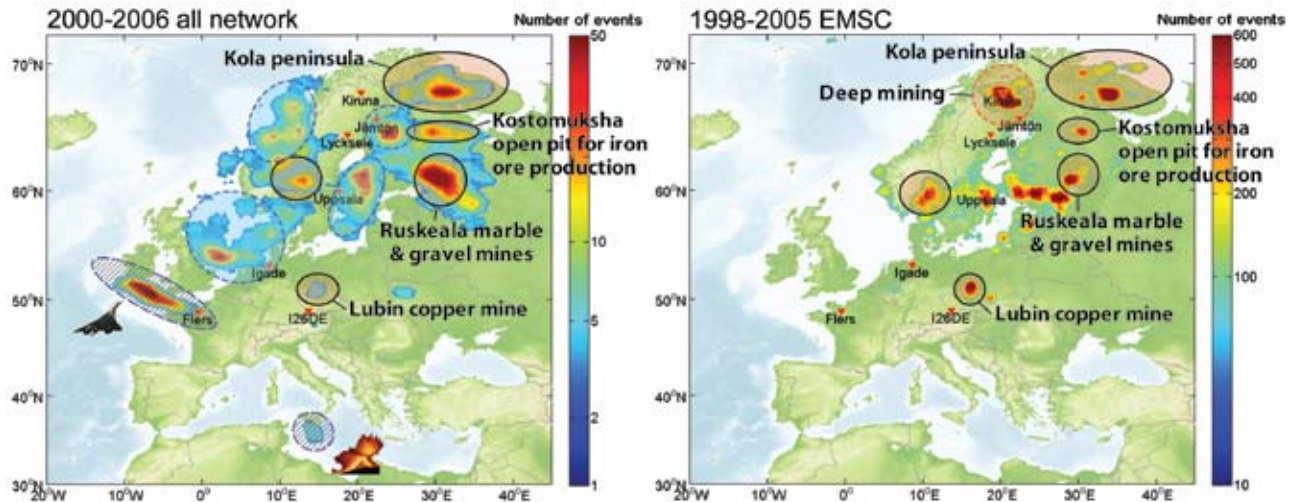 2000-2006 all network
Number of events
Kola peninsula
Kiruna
Jämtön
Lycksele
Kostomuksha
open pit for iron
ore production
Uppsala
Ruskeala marble
& gravel mines
Igade
Lubin copper mine
Flers
I26DE
70°N
60°N
50°N
40°N
30°N
20°W
10°W
0°
10°E
20°E
30°E
40°E
50
20
10
5
2
1
1998-2005 EMSC
Number of events
Kola peninsula
Deep mining
Kiruna
Jämtön
Lycksele
Kostomuksha
open pit for iron
ore production
Uppsala
Ruskeala marble
& gravel mines
Igade
Lubin copper mine
Flers
I26DE
70°N
60°N
50°N
40°N
30°N
20°W
10°W
0°
10°E
20°E
30°E
40°E
600
500
400
300
200
100
10